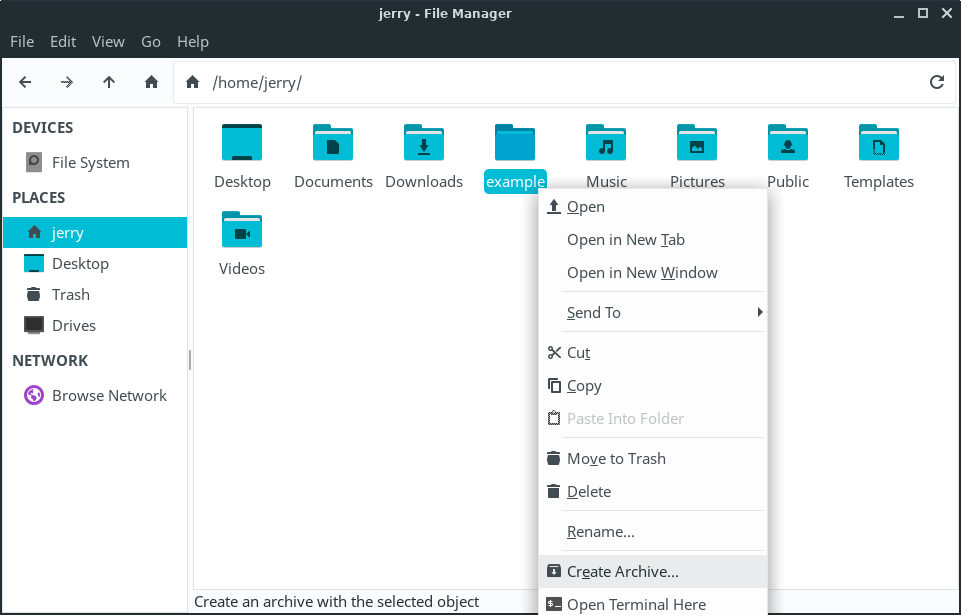 jerry - File Manager
File Edit View Go Help
/home/jerry/
DEVICES
File System
PLACES
jerry
Desktop
Trash
Drives
NETWORK
Browse Network
Desktop Documents Downloads example Music Pictures Public Templates
Videos
Open
Open in New Tab
Open in New Window
Send To
Cut
Copy
Paste Into Folder
Move to Trash
Delete
Rename...
Create Archive...
Open Terminal Here
Create an archive with the selected object